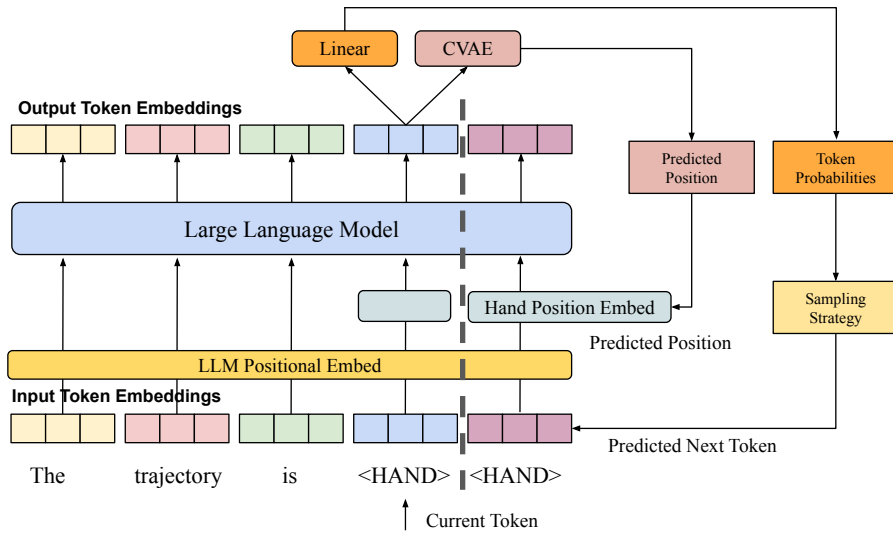 Linear
CVAE
Output Token Embeddings
Predicted
Position
Token
Probabilities
Large Language Model
Hand Position Embed
Sampling
Strategy
Predicted Position
LLM Positional Embed
Input Token Embeddings
Predicted Next Token
The trajectory is <HAND> <HAND>
Current Token